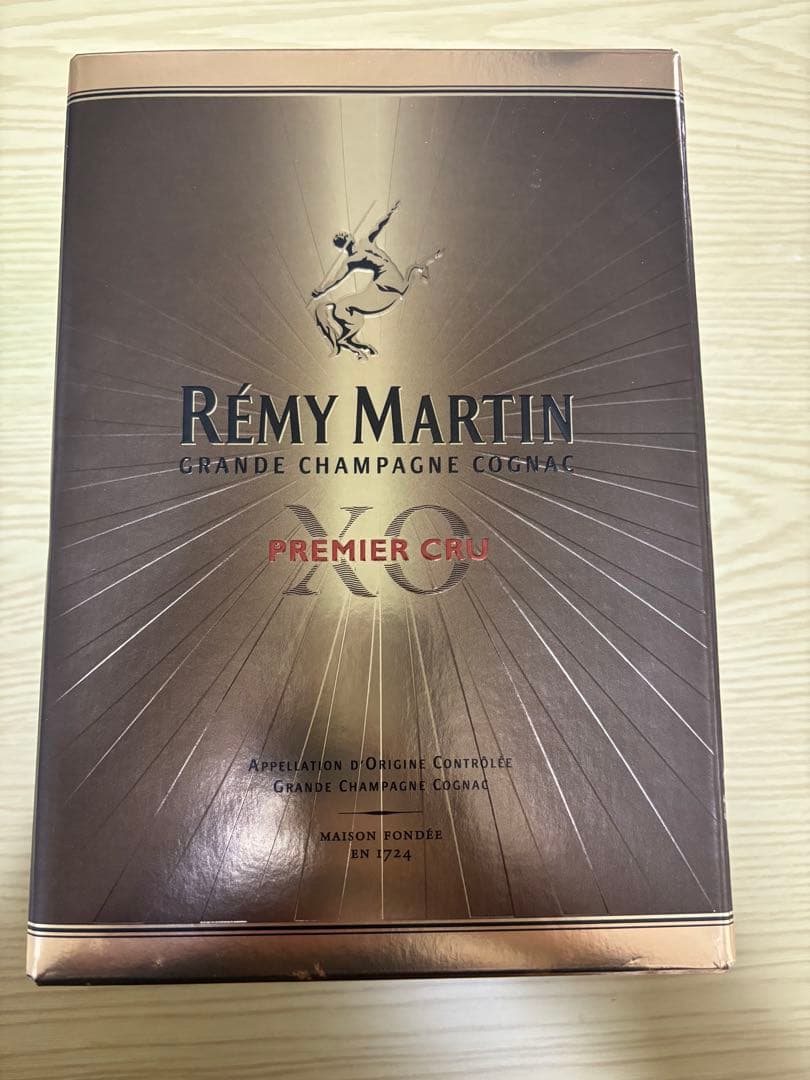 RÉMY MARTIN
GRANDE CHAMPAGNE COGNAC
XO
PREMIER CRU
APPELLATION D'ORIGINE CONTRÔLÉE
GRANDE CHAMPAGNE COGNAC
MAISON FONDÉE
EN 1724